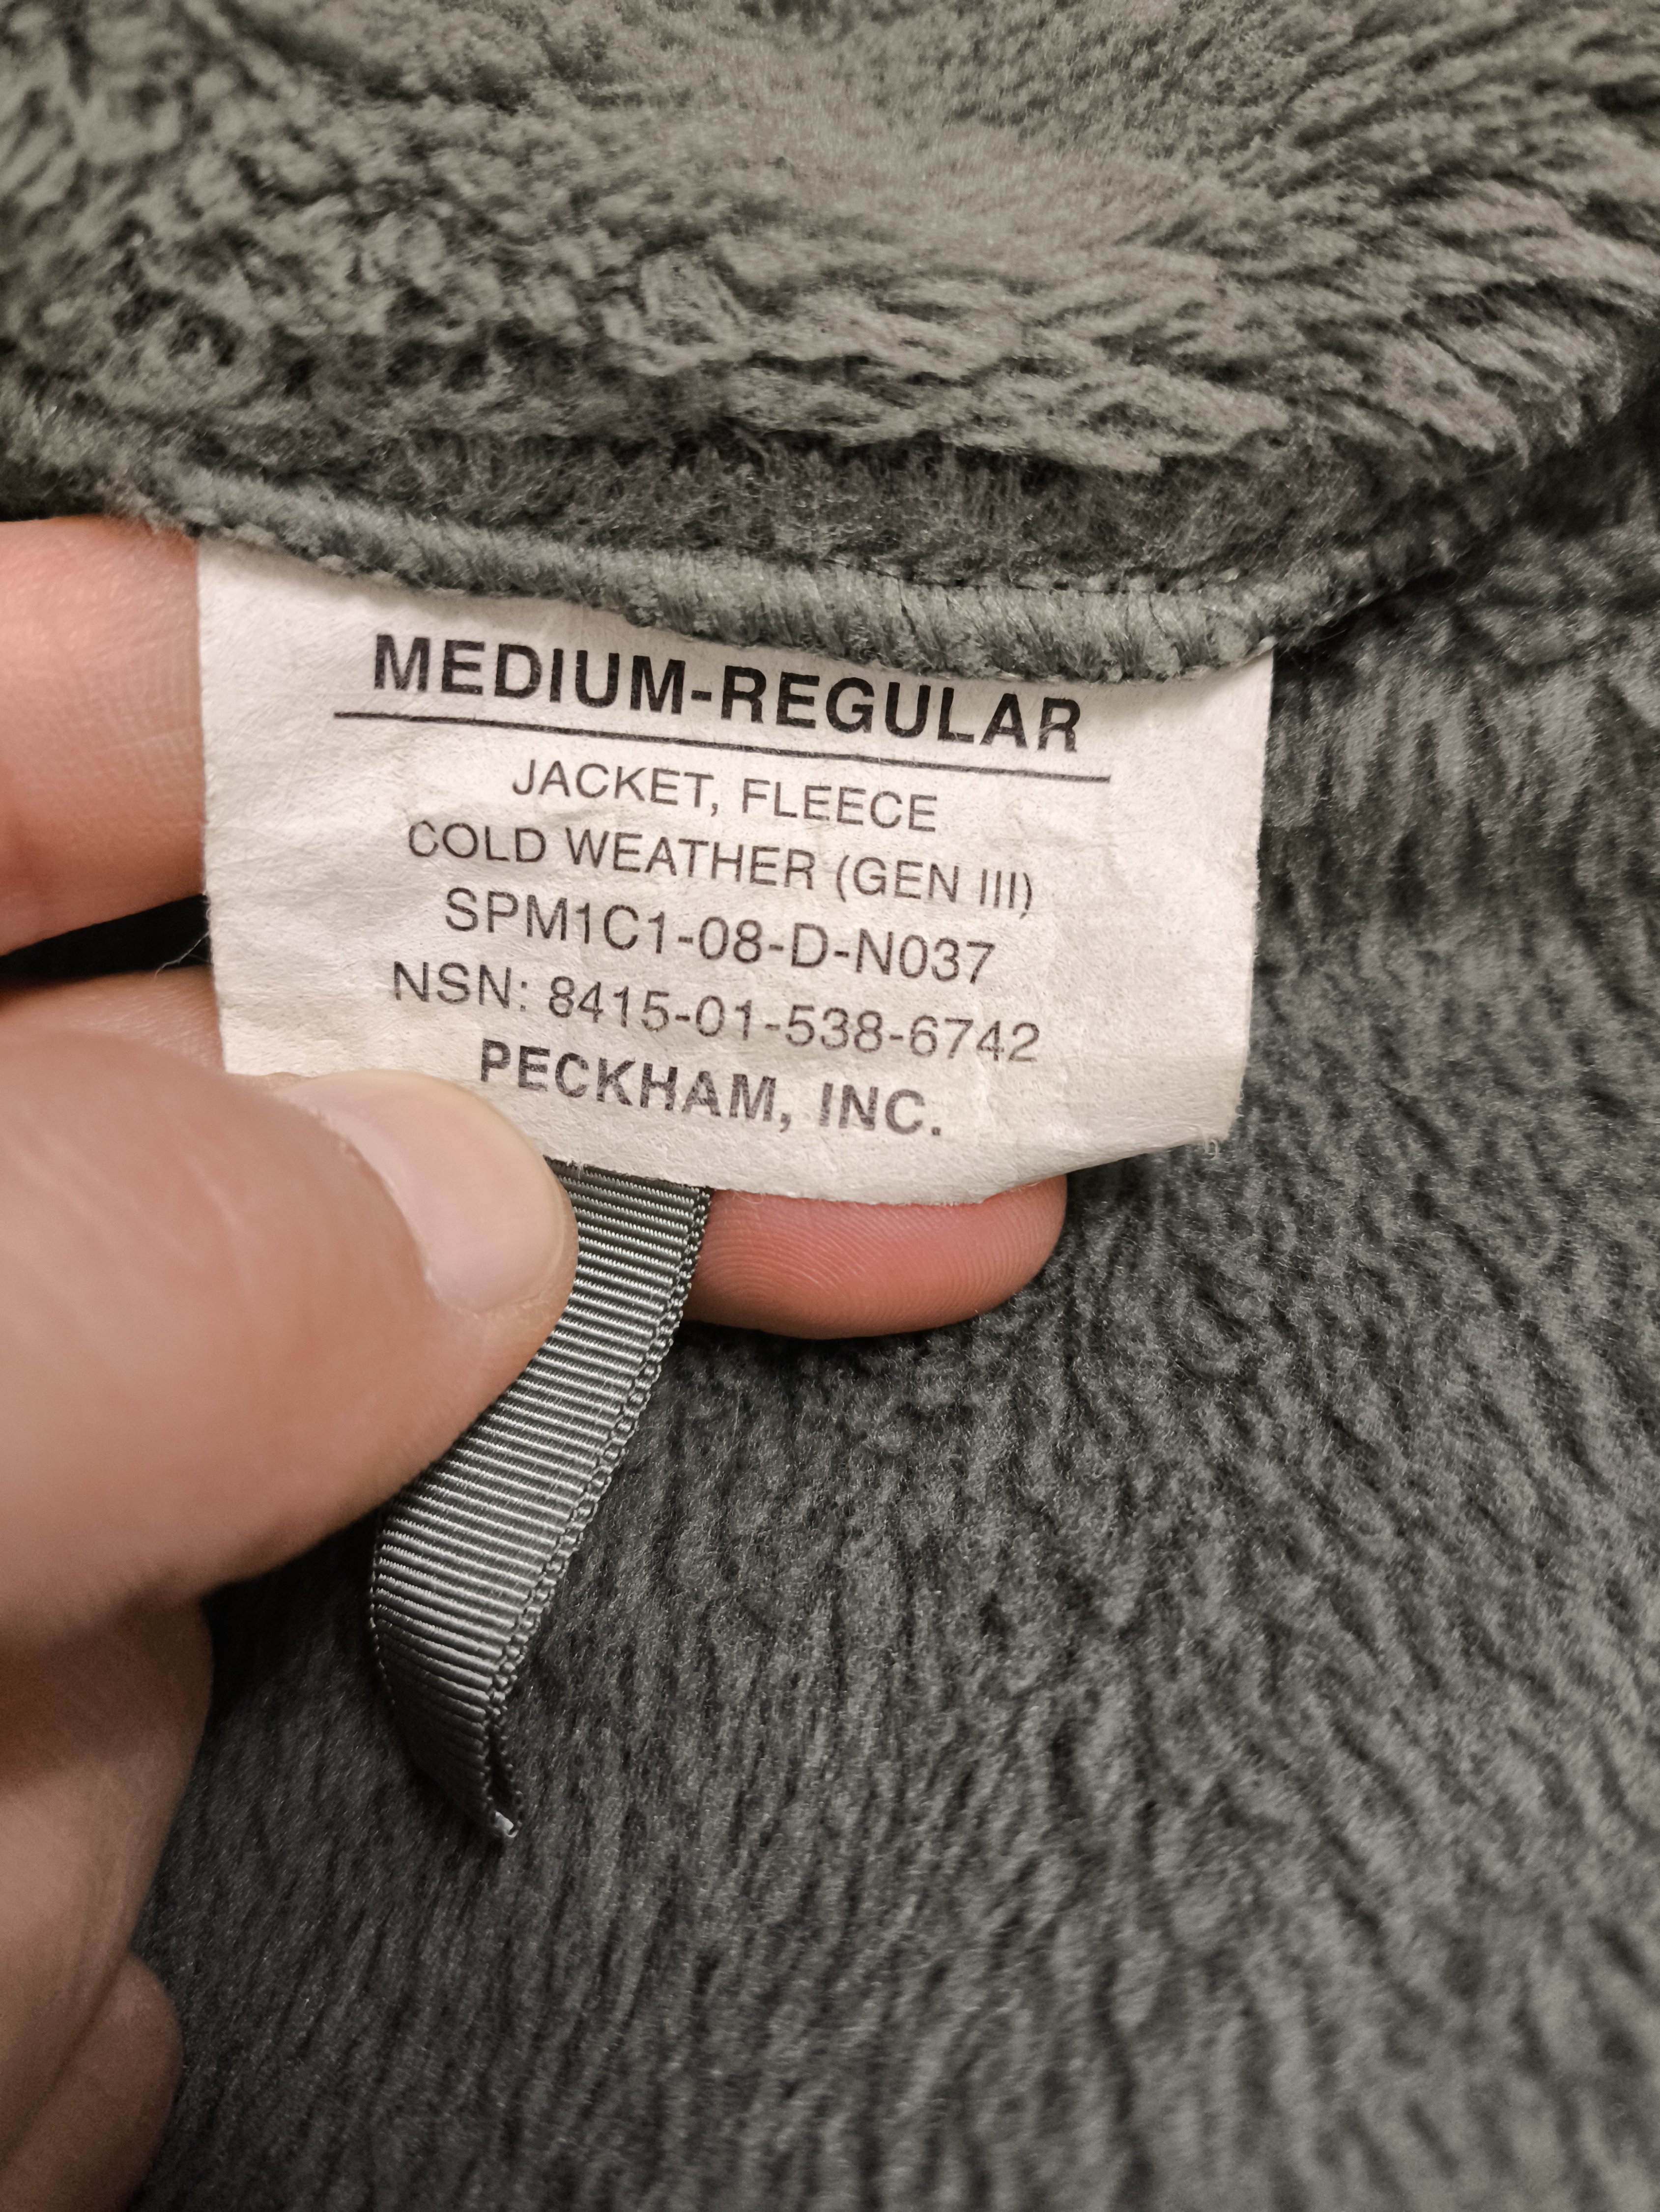 MEDIUM-REGULAR
JACKET, FLEECE
COLD WEATHER (GEN III)
SPM1C1-08-D-N037
NSN: 8415-01-538-6742
PECKHAM, INC.